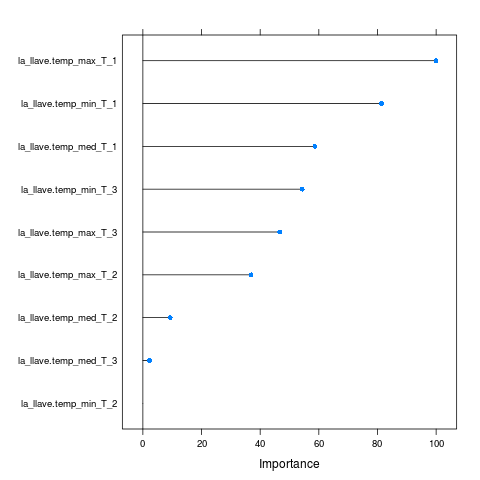 la_llave.temp_max_T_1
la_llave.temp_min_T_1
la_llave.temp_med_T_1
la_llave.temp_min_T_3
la_llave.temp_max_T_3
la_llave.temp_max_T_2
la_llave.temp_med_T_2
la_llave.temp_med_T_3
la_llave.temp_min_T_2
0 20 40 60 80 100
Importance